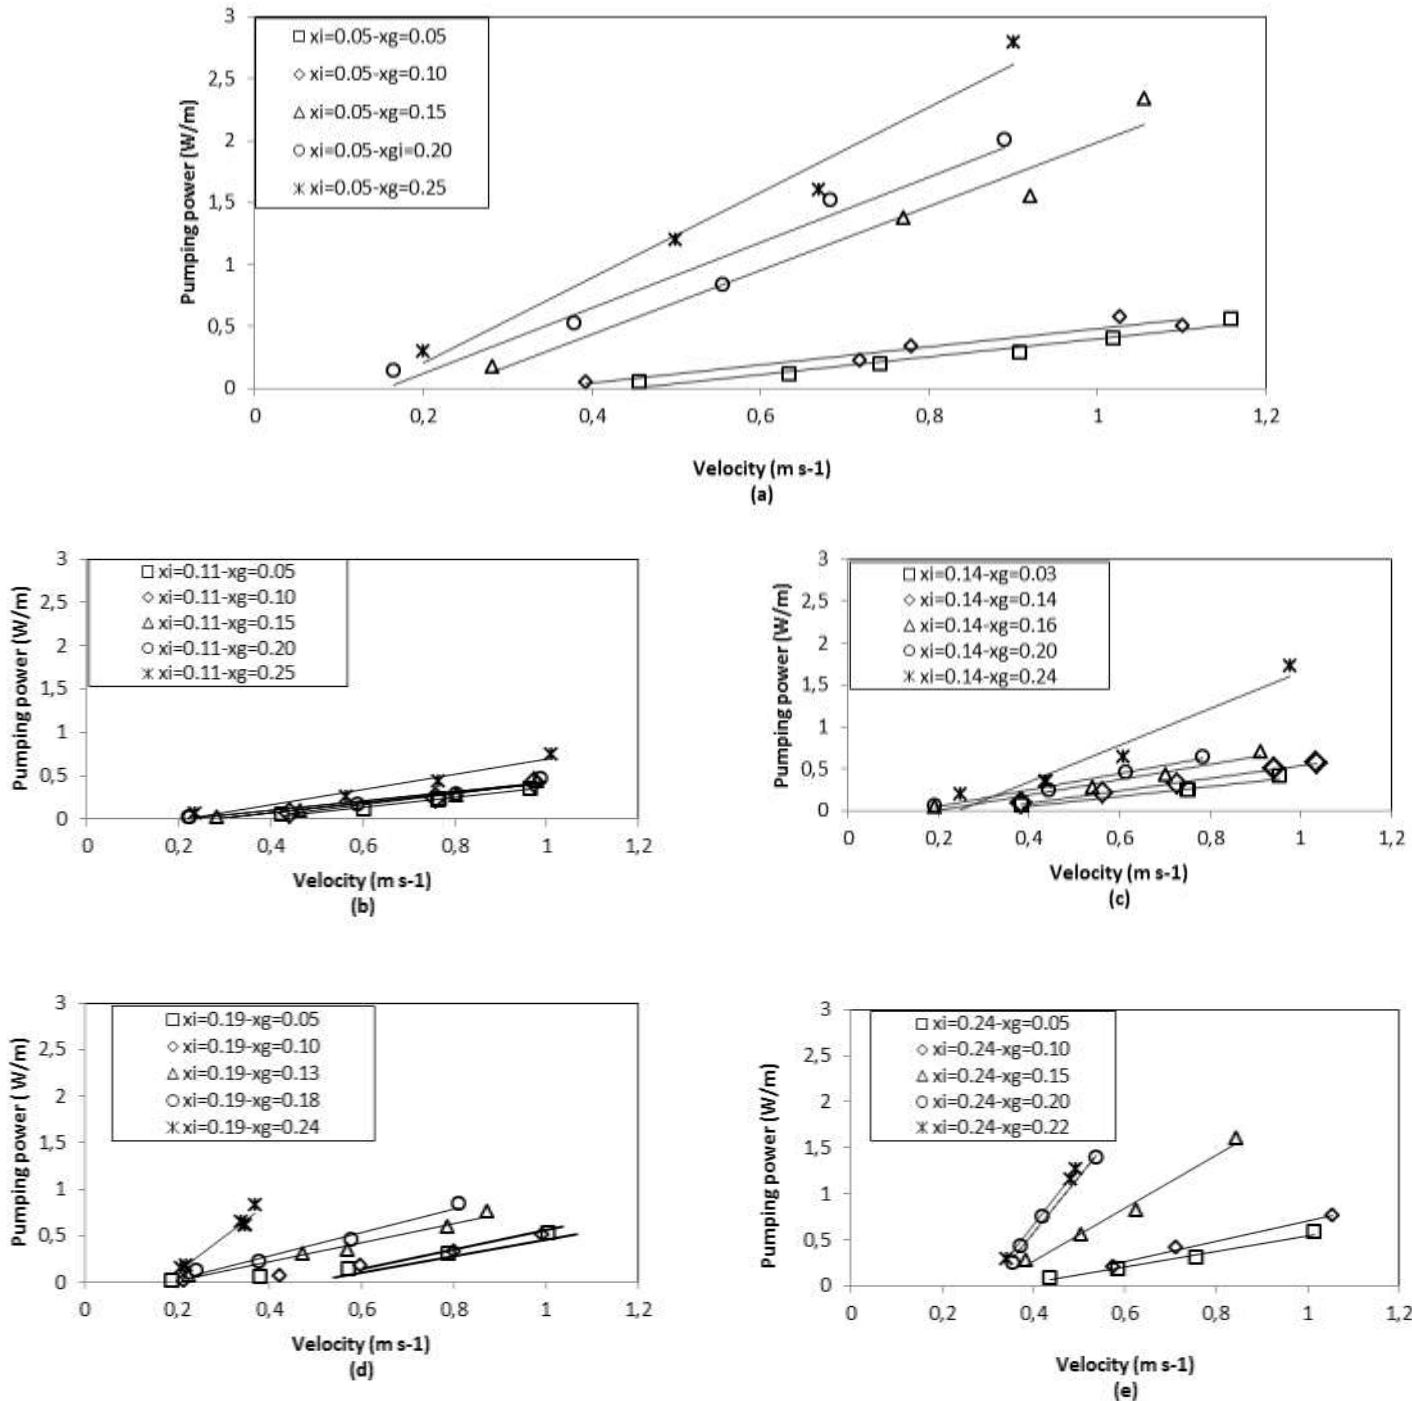 Pumping power (W/m)
3
2,5
2
1,5
1
0,5
0
xi=0.05-xg=0.05
xi=0.05-xg=0.10
xi=0.05-xg=0.15
xi=0.05-xgi=0.20
xi=0.05-xg=0.25
0 0,2 0,4 0,6 0,8 1 1,2
Velocity (m s-1)
(a)
Pumping power (W/m)
3
2,5
2
1,5
1
0,5
0
xi=0.11-xg=0.05
xi=0.11-xg=0.10
xi=0.11-xg=0.15
xi=0.11-xg=0.20
xi=0.11-xg=0.25
0 0,2 0,4 0,6 0,8 1 1,2
Velocity (m s-1)
(b)
Pumping power (W/m)
3
2,5
2
1,5
1
0,5
0
xi=0.14-xg=0.03
xi=0.14-xg=0.14
xi=0.14-xg=0.16
xi=0.14-xg=0.20
xi=0.14-xg=0.24
0 0,2 0,4 0,6 0,8 1 1,2
Velocity (m s-1)
(c)
Pumping power ( W/m)
3
2,5
2
1,5
1
0,5
0
xi=0.19-xg=0.05
xi=0.19-xg=0.10
xi=0.19-xg=0.13
xi=0.19-xg=0.18
xi=0.19-xg=0.24
0 0,2 0,4 0,6 0,8 1 1,2
Velocity (m s-1)
(d)
Pumping power (W/m)
3
2,5
2
1,5
1
0,5
0
xi=0.24-xg=0.05
xi=0.24-xg=0.10
xi=0.24-xg=0.15
xi=0.24-xg=0.20
xi=0.24-xg=0.22
0 0,2 0,4 0,6 0,8 1 1,2
Velocity (m s-1)
(e)